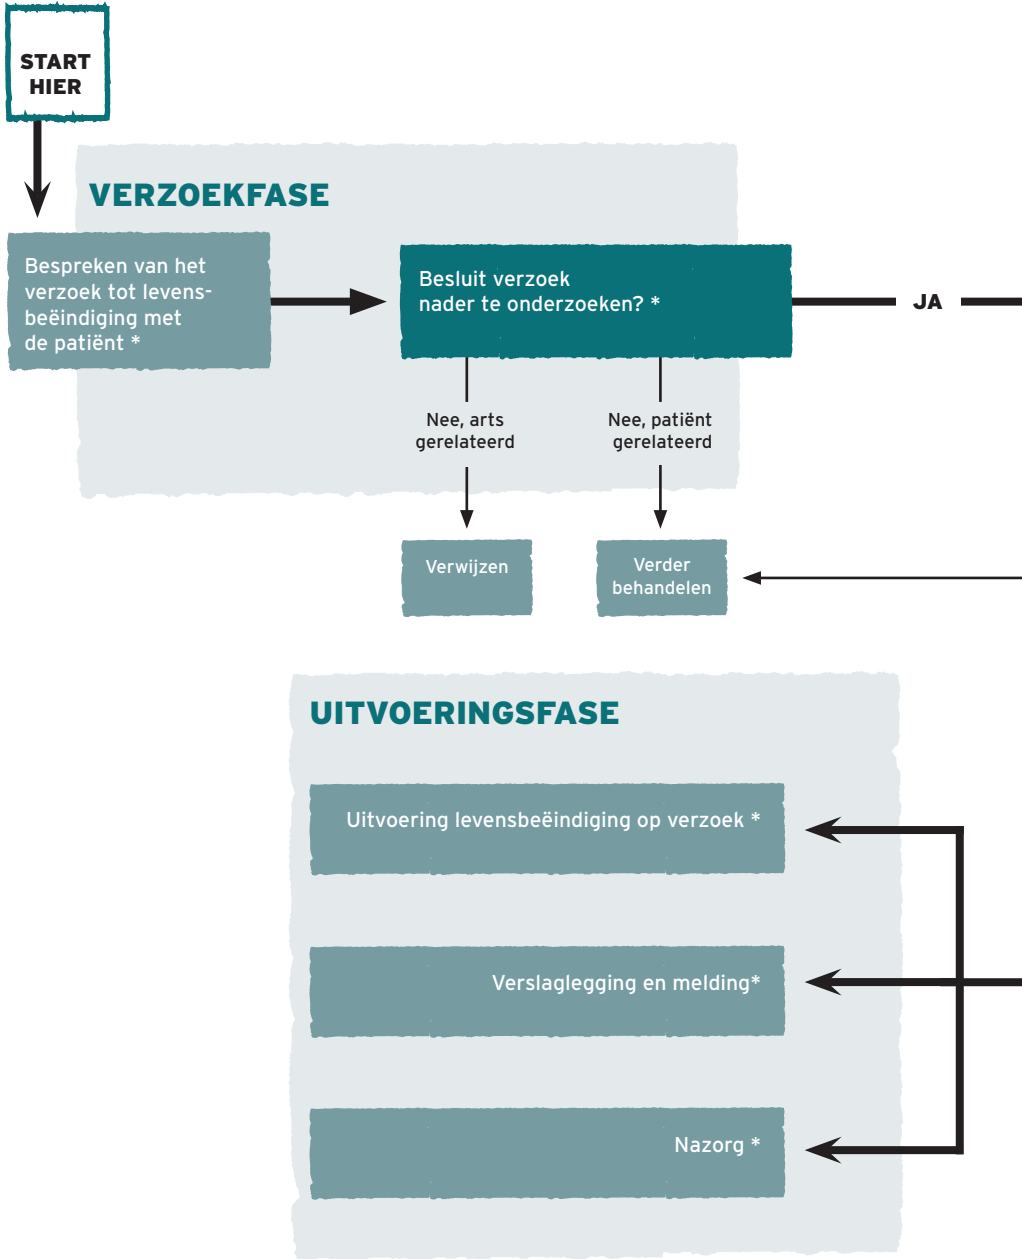 START
HIER
VERZOEKFASE
Bespreken van het
verzoek tot levens-
beëindiging met
de patiënt *
Besluit verzoek
nader te onderzoeken? *
JA
Nee, arts
gerelateerd
Nee, patiënt
gerelateerd
Verwijzen
Verder
behandelen
UITVOERINGSFASE
Uitvoering levensbeëindiging op verzoek *
Verslaglegging en melding*
Nazorg *